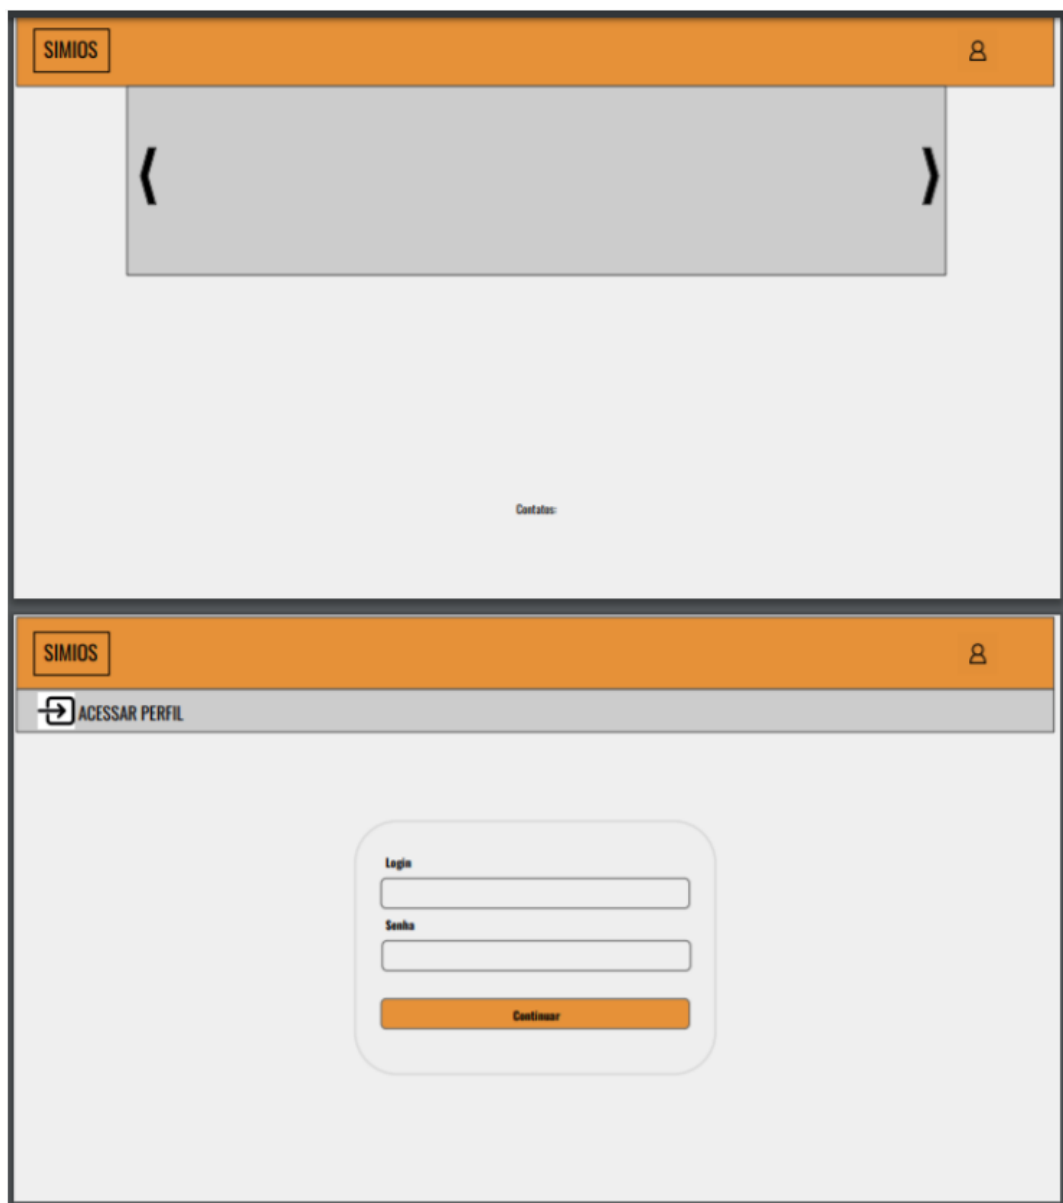 SIMIOS
Contatos:
SIMIOS
ACESSAR PERFIL
Login
Senha
Continuar